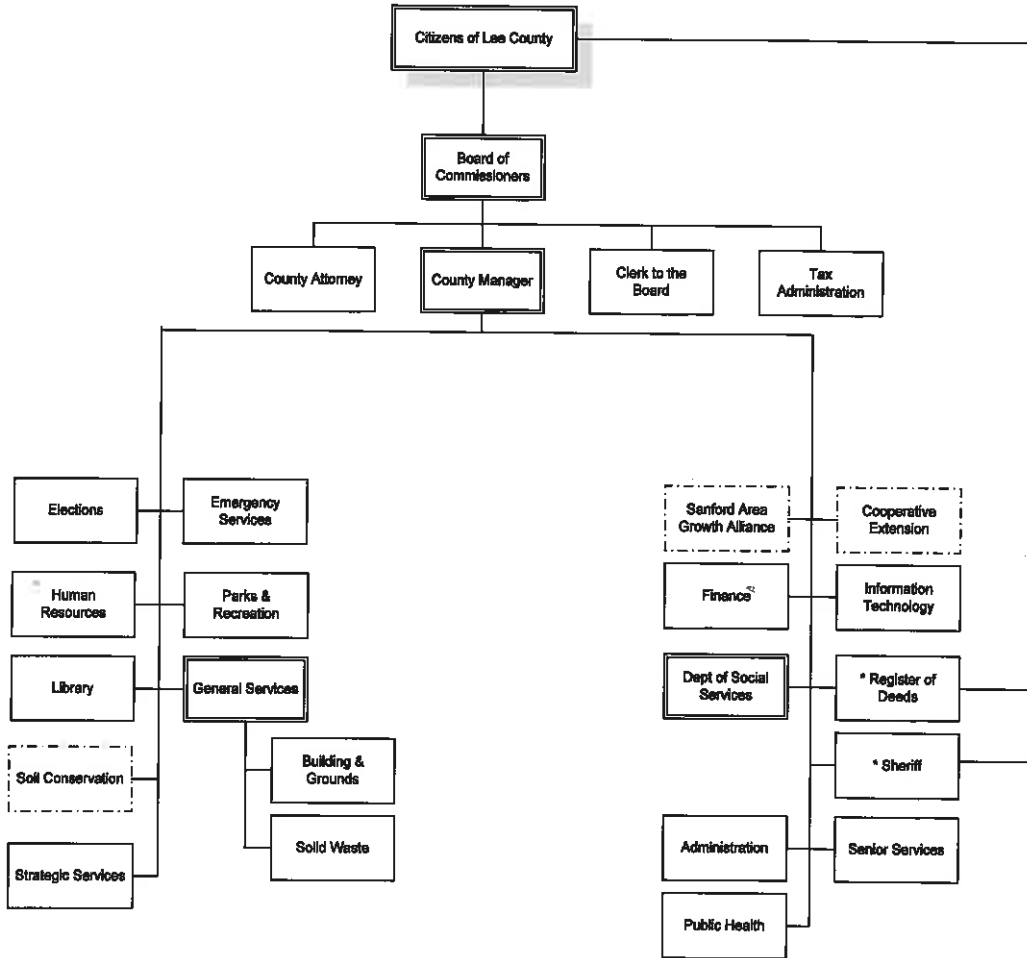 Citizens of Lee County
Board of
Commissioners
County Attorney
County Manager
Clerk to the
Board
Tax
Administration
Elections
Emergency
Services
Human
Resources
Parks &
Recreation
Library
General Services
Soil Conservation
Building &
Grounds
Strategic Services
Solid Waste
Sanford Area
Growth Alliance
Cooperative
Extension
Finance
Information
Technology
Dept of Social
Services
* Register of
Deeds
* Sheriff
Administration
Senior Services
Public Health